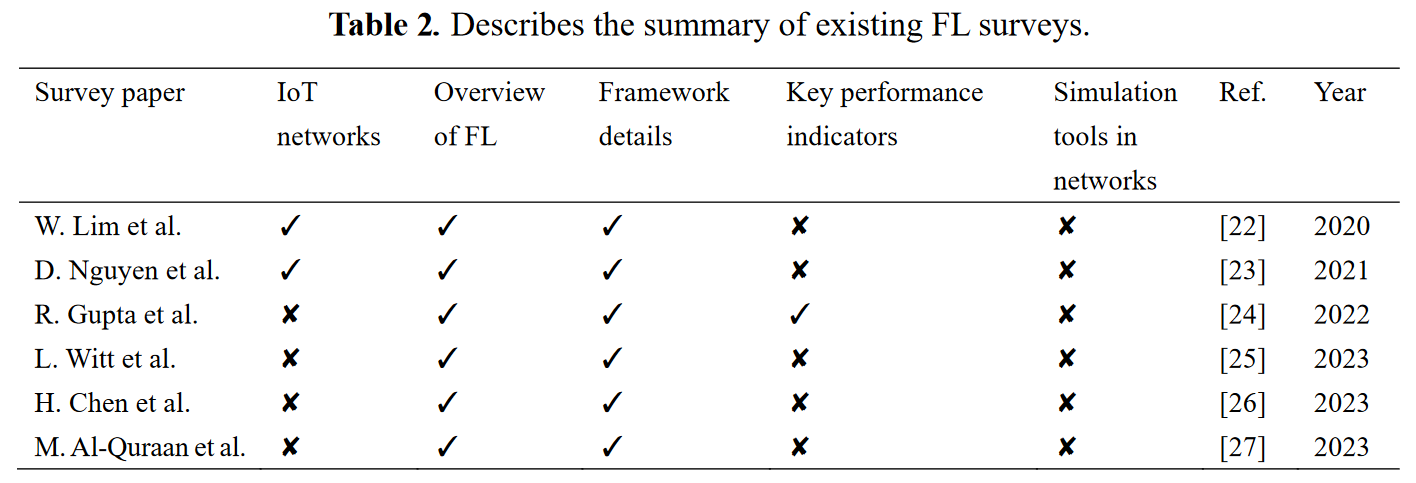 Table 2. Describes the summary of existing FL surveys.
Survey paper IoT networks Overview of FL Framework details Key performance indicators Simulation tools in networks Ref. Year
W. Lim et al. ✓ ✓ ✓ ✘ ✘ [22] 2020
D. Nguyen et al. ✓ ✓ ✓ ✘ ✘ [23] 2021
R. Gupta et al. ✘ ✓ ✓ ✓ ✘ [24] 2022
L. Witt et al. ✘ ✓ ✓ ✘ ✘ [25] 2023
H. Chen et al. ✘ ✓ ✓ ✘ ✘ [26] 2023
M. Al-Quraan et al. ✘ ✓ ✓ ✘ ✘ [27] 2023